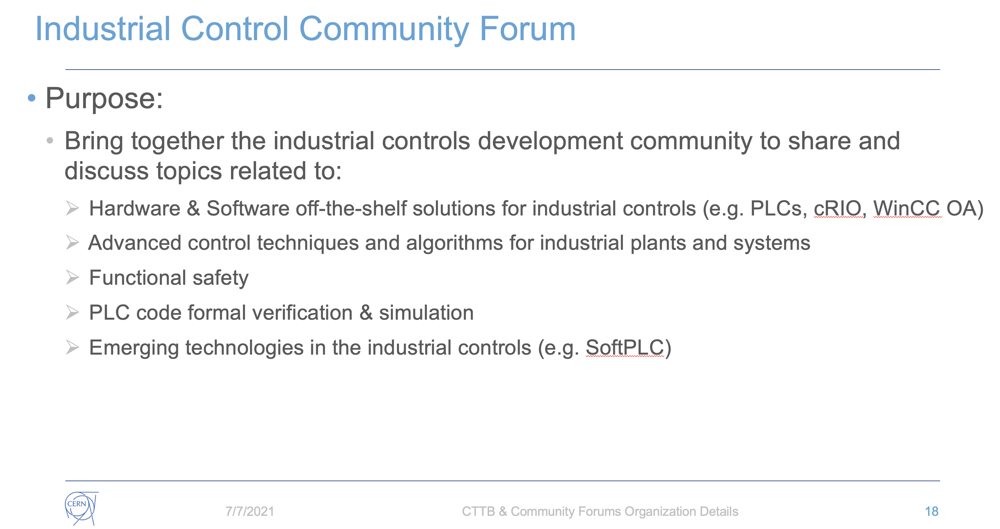 Industrial Control Community Forum
• Purpose:
• Bring together the industrial controls development community to share and
discuss topics related to:
➢ Hardware & Software off-the-shelf solutions for industrial controls (e.g. PLCs, cRIO, WinCC OA)
➢ Advanced control techniques and algorithms for industrial plants and systems
➢ Functional safety
➢ PLC code formal verification & simulation
➢ Emerging technologies in the industrial controls (e.g. SoftPLC)
CERN
7/7/2021
CTTB & Community Forums Organization Details
18